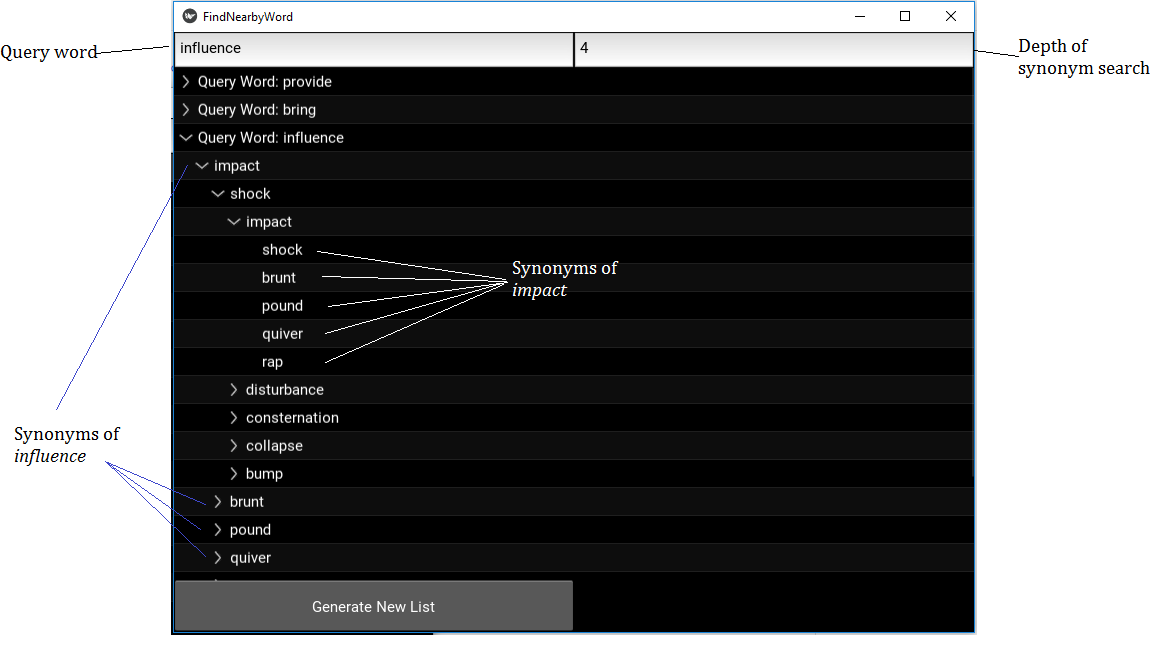 FindNearbyWord
Query word
influence
4
Depth of
synonym search
Query Word: provide
Query Word: bring
Query Word: influence
impact
shock
impact
shock
brunt
pound
quiver
rap
Synonyms of
impact
disturbance
consternation
collapse
bump
Synonyms of
influence
brunt
pound
quiver
Generate New List